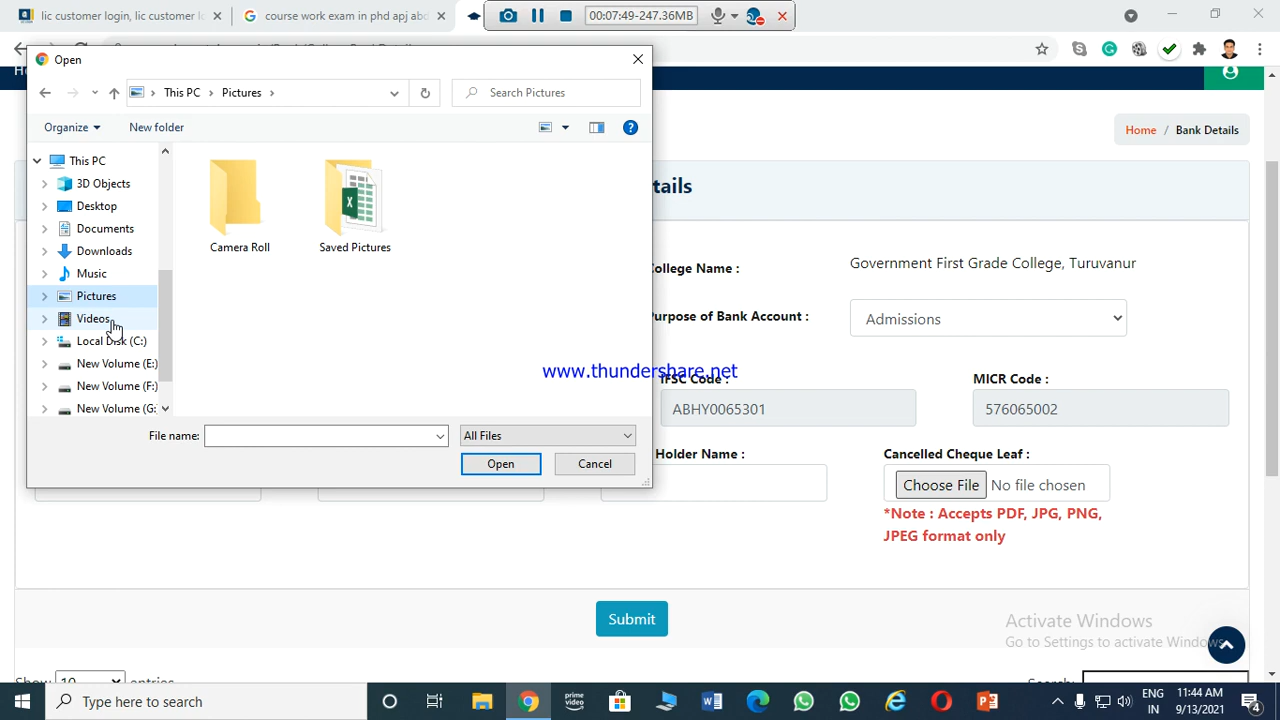 lic customer login, lic customer lo
course work exam in phd apj abd
00:07:49-247.36MB
Open
This PC
Pictures
Search Pictures
Organize
New folder
Home / Bank Details
This PC
3D Objects
Desktop
Documents
Downloads
Music
Pictures
Videos
Local Disk (C:)
New Volume (E:)
New Volume (F:)
New Volume (G:
Camera Roll
Saved Pictures
tails
College Name :
Government First Grade College, Turuvanur
Purpose of Bank Account :
Admissions
www.thundershare.net
IFSC Code :
MICR Code :
ABHY0065301
576065002
File name:
All Files
Open
Cancel
Holder Name :
Cancelled Cheque Leaf :
Choose File
No file chosen
*Note : Accepts PDF, JPG, PNG,
JPEG format only
Submit
Activate Windows
Go to Settings to activate Windows.
Show
10
entries
Search:
Type here to search
ENG
IN
11:44 AM
9/13/2021
4